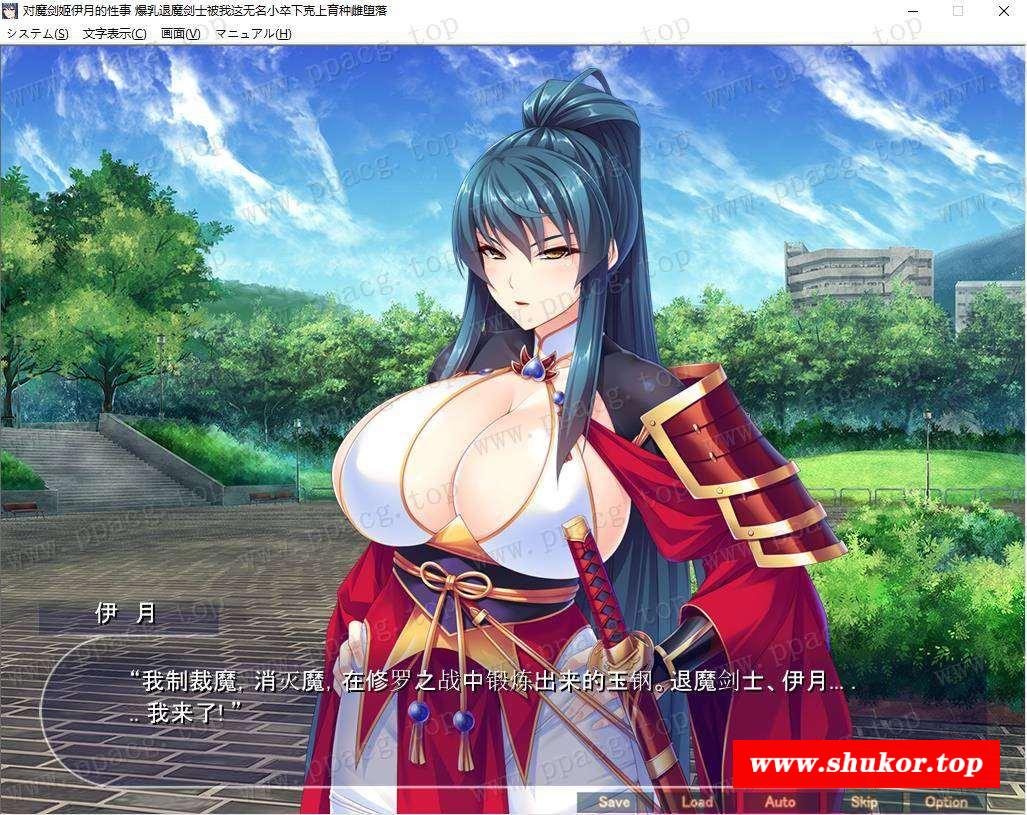 对魔剑姬伊月的性事 爆乳退魔剑士被我这无名小卒下克上育种雌堕落
システム(S) 文字表示(C) 画面(V) マニュアル(H)
www.ppacg.top
伊 月
“我制裁魔，消灭魔，在修罗之战中锻炼出来的玉钢。退魔剑士、伊月... .
.. 我来了!”
www.shukor.top
Save Load Auto Skip Option